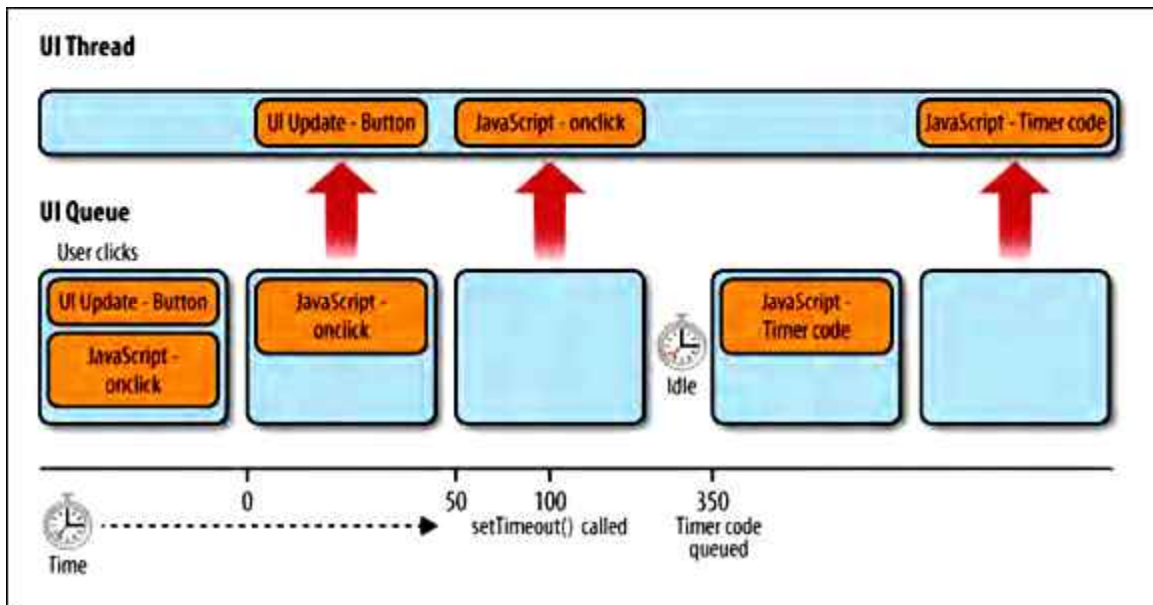 UI Thread
UI Update - Button
JavaScript - onclick
JavaScript - Timer code
UI Queue
User clicks
UI Update - Button
JavaScript -
onclick
JavaScript -
onclick
Idle
JavaScript -
Timer code
0
50
100
350
setTimeout() called
Timer code
queued
Time